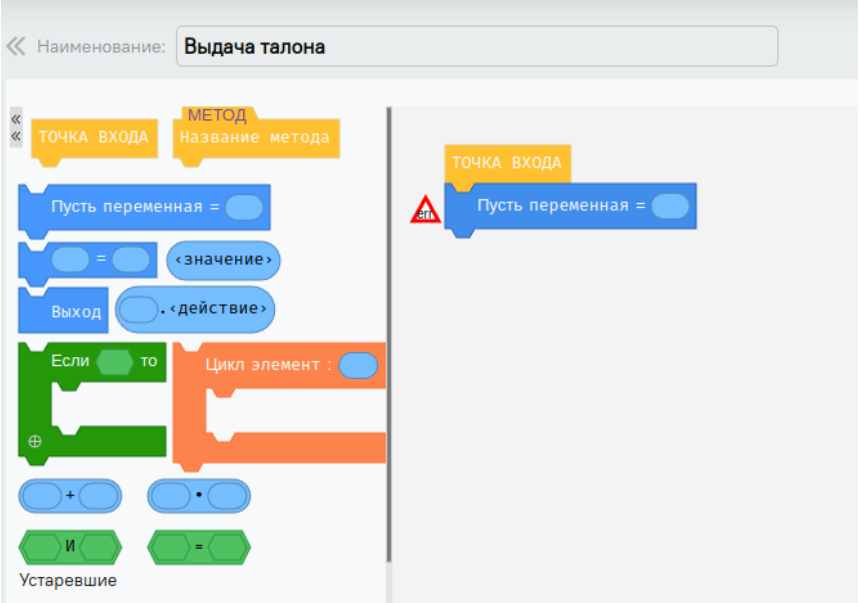 Наименование: Выдача талона
ТОЧКА ВХОДА
МЕТОД
Название метода
Пусть переменная =
=
‹значение›
Выход
.‹действие›
Если то
Цикл элемент :
+
•
И
=
Устаревшие
ТОЧКА ВХОДА
err
Пусть переменная =